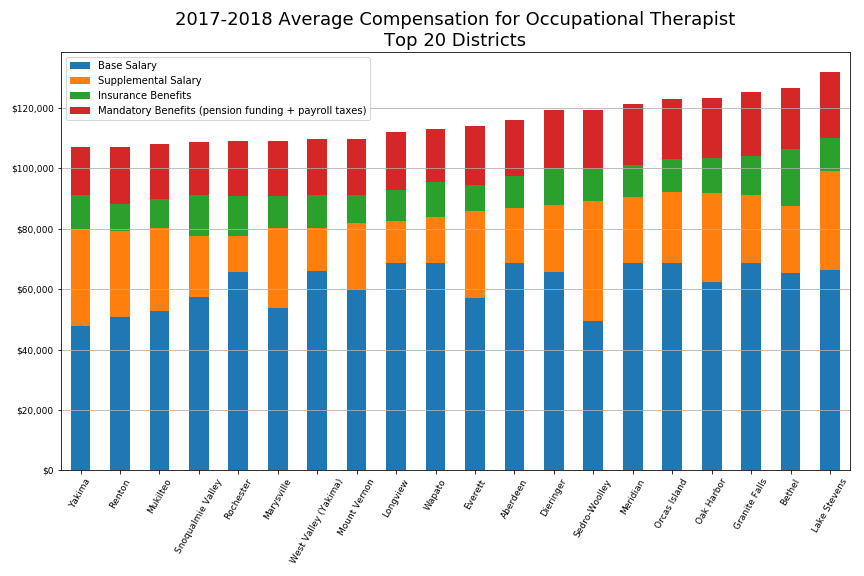 2017-2018 Average Compensation for Occupational Therapist
Top 20 Districts
Base Salary
Supplemental Salary
Insurance Benefits
Mandatory Benefits (pension funding + payroll taxes)
$120,000
$100,000
$80,000
$60,000
$40,000
$20,000
$0
Yakima
Renton
Mukilteo
Snoqualmie Valley
Rochester
Marysville
West Valley (Yakima)
Mount Vernon
Longview
Wapato
Everett
Aberdeen
Dieringer
Sedro-Woolley
Meridian
Orcas Island
Oak Harbor
Granite Falls
Bethel
Lake Stevens